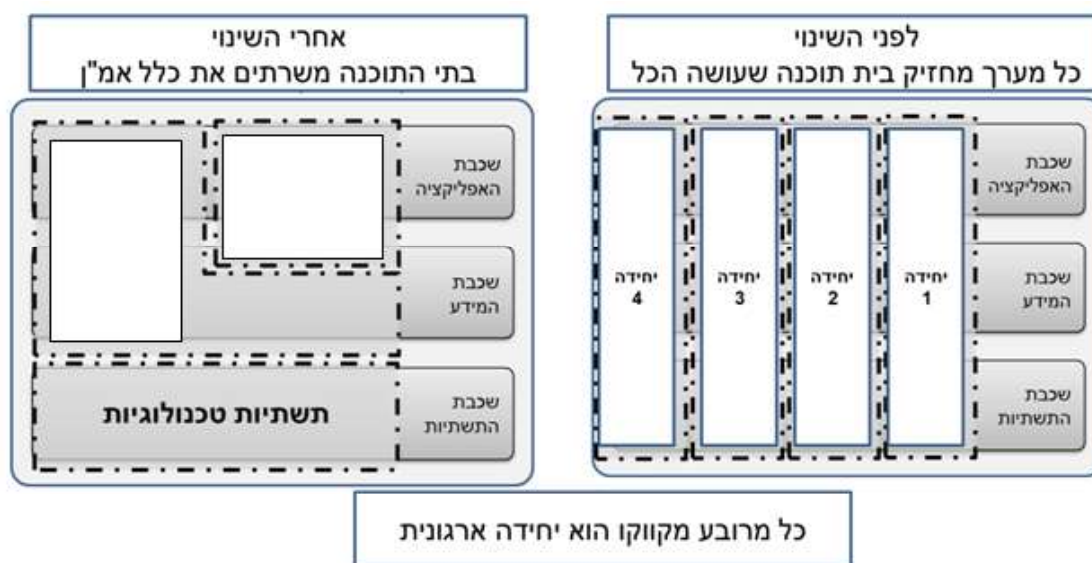 לפני השינוי
כל מערך מחזיק בית תוכנה שעושה הכל
שכבת
האפליקציה
שכבת
המידע
שכבת
התשתיות
יחידה
1
יחידה
2
יחידה
3
יחידה
4
אחרי השינוי
בתי התוכנה משרתים את כלל אמ"ן
שכבת
האפליקציה
שכבת
המידע
שכבת
התשתיות
תשתיות טכנולוגיות
כל מרובע מקווקו הוא יחידה ארגונית